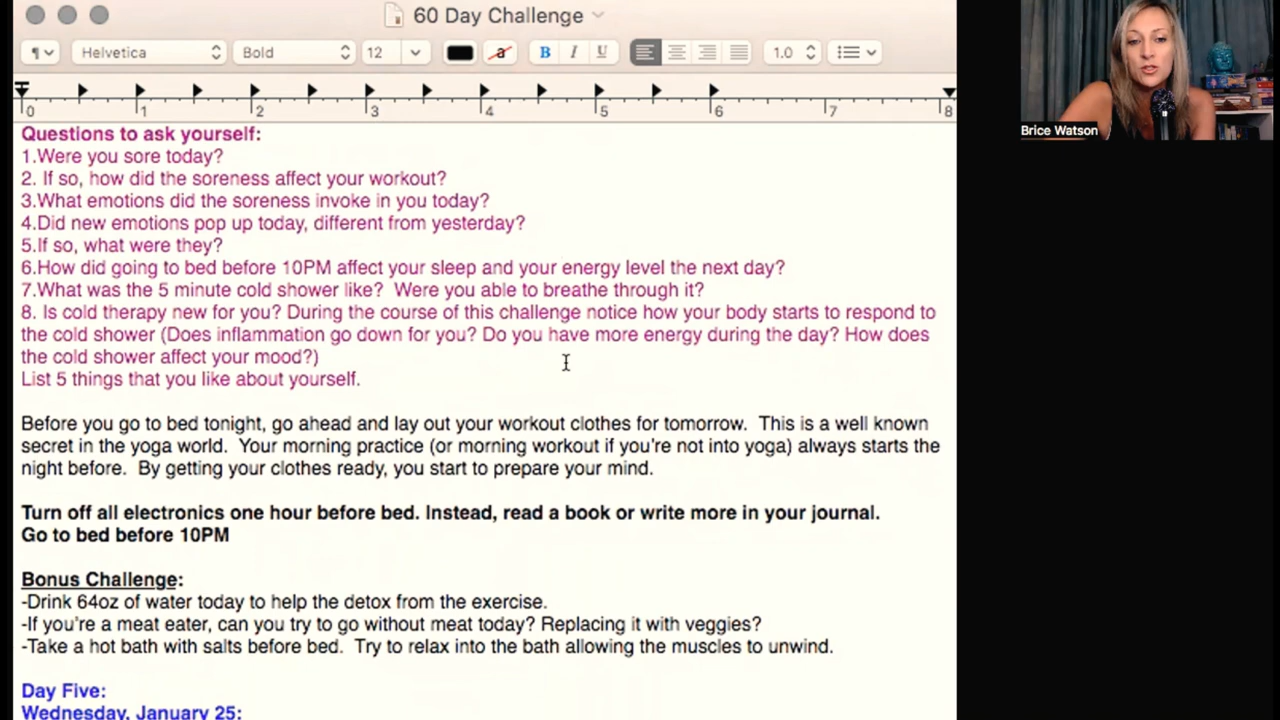 60 Day Challenge
¶ Helvetica Bold 12 a B I U 1.0
0 1 2 3 4 5 6 7 8
Questions to ask yourself:
1.Were you sore today?
2. If so, how did the soreness affect your workout?
3.What emotions did the soreness invoke in you today?
4.Did new emotions pop up today, different from yesterday?
5.If so, what were they?
6.How did going to bed before 10PM affect your sleep and your energy level the next day?
7.What was the 5 minute cold shower like?  Were you able to breathe through it?
8. Is cold therapy new for you? During the course of this challenge notice how your body starts to respond to
the cold shower (Does inflammation go down for you? Do you have more energy during the day? How does
the cold shower affect your mood?)
List 5 things that you like about yourself.
Before you go to bed tonight, go ahead and lay out your workout clothes for tomorrow.  This is a well known
secret in the yoga world.  Your morning practice (or morning workout if you're not into yoga) always starts the
night before.  By getting your clothes ready, you start to prepare your mind.
Turn off all electronics one hour before bed. Instead, read a book or write more in your journal.
Go to bed before 10PM
Bonus Challenge:
-Drink 64oz of water today to help the detox from the exercise.
-If you're a meat eater, can you try to go without meat today? Replacing it with veggies?
-Take a hot bath with salts before bed.  Try to relax into the bath allowing the muscles to unwind.
Day Five:
Wednesday, January 25:
Brice Watson